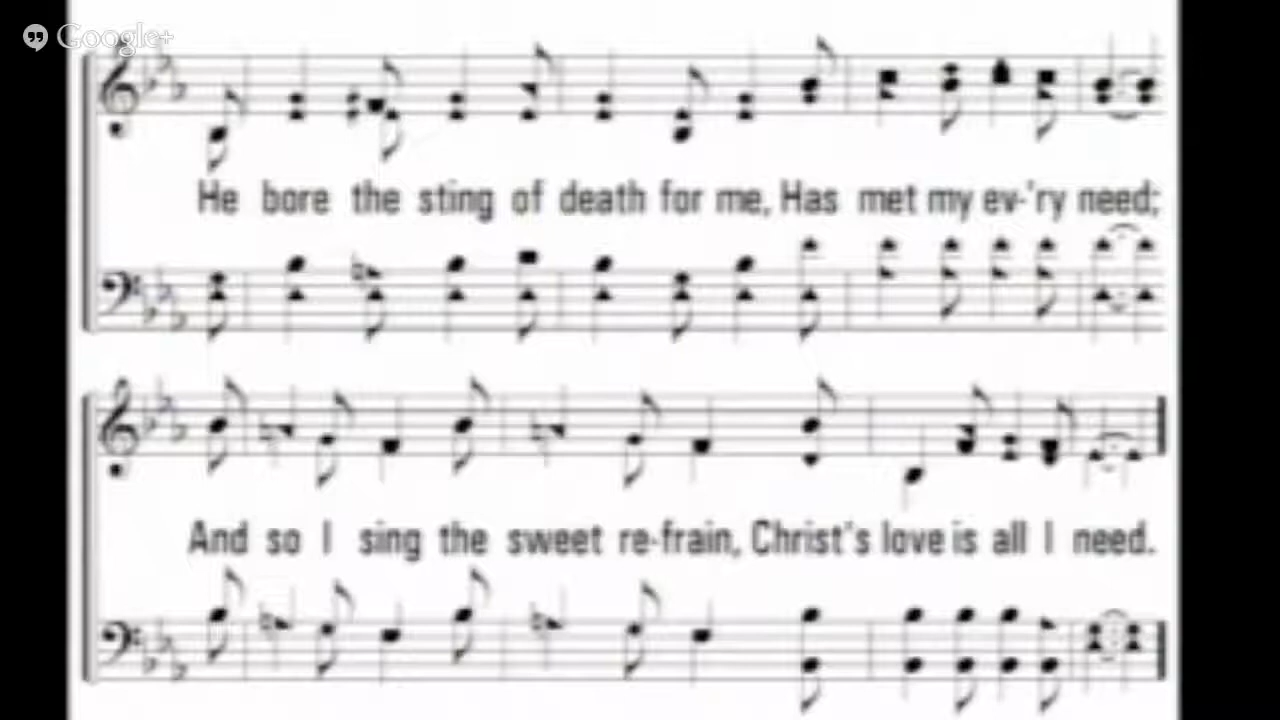 Google+
He bore the sting of death for me, Has met my ev-'ry need;
And so I sing the sweet re-frain, Christ's love is all I need.